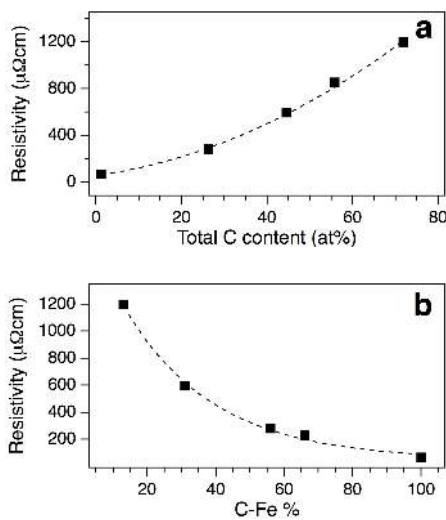 a
1200
800
400
0
Resistivity (μΩcm)
0 20 40 60 80
Total C content (at%)
b
1200
1000
800
600
400
200
Resistivity (μΩcm)
20 40 60 80 100
C-Fe %